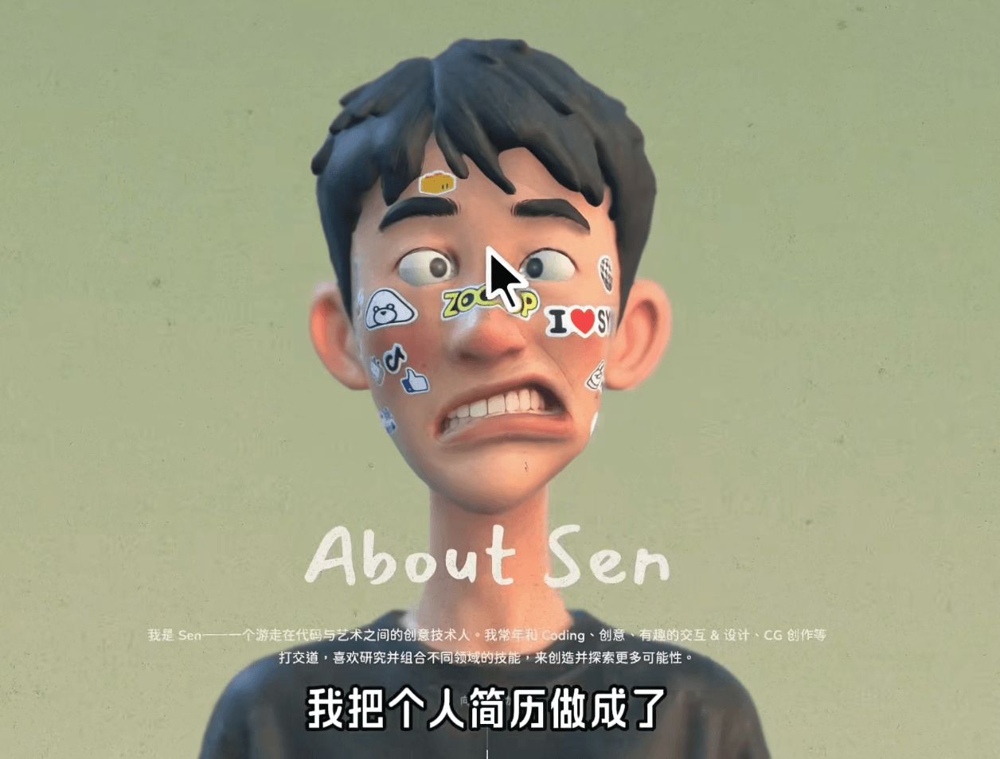 I ❤ SY
About Sen
我是 Sen——一个游走在代码与艺术之间的创意技术人。我常年和 Coding、创意、有趣的交互 & 设计、CG 创作等
打交道，喜欢研究并组合不同领域的技能，来创造并探索更多可能性。
我把个人简历做成了